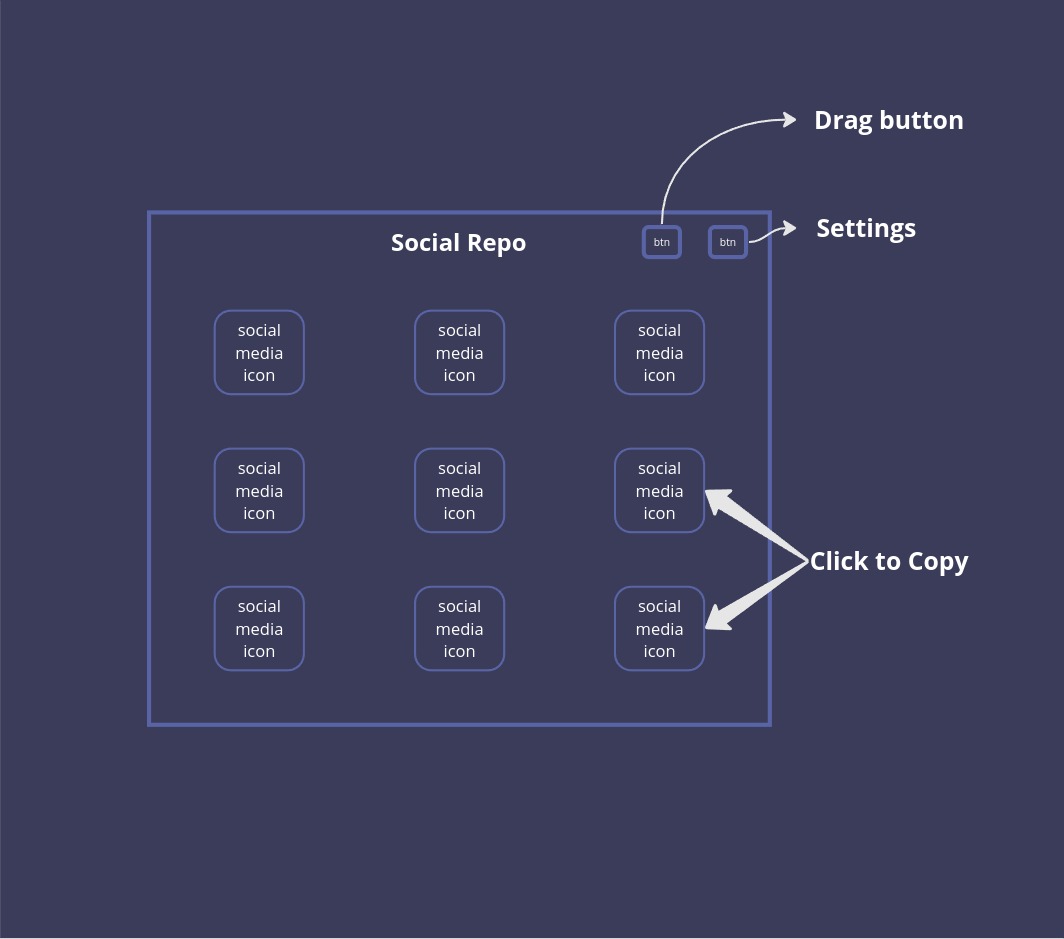 Drag button
Settings
Social Repo
btn
btn
social
media
icon
social
media
icon
social
media
icon
social
media
icon
social
media
icon
social
media
icon
Click to Copy
social
media
icon
social
media
icon
social
media
icon